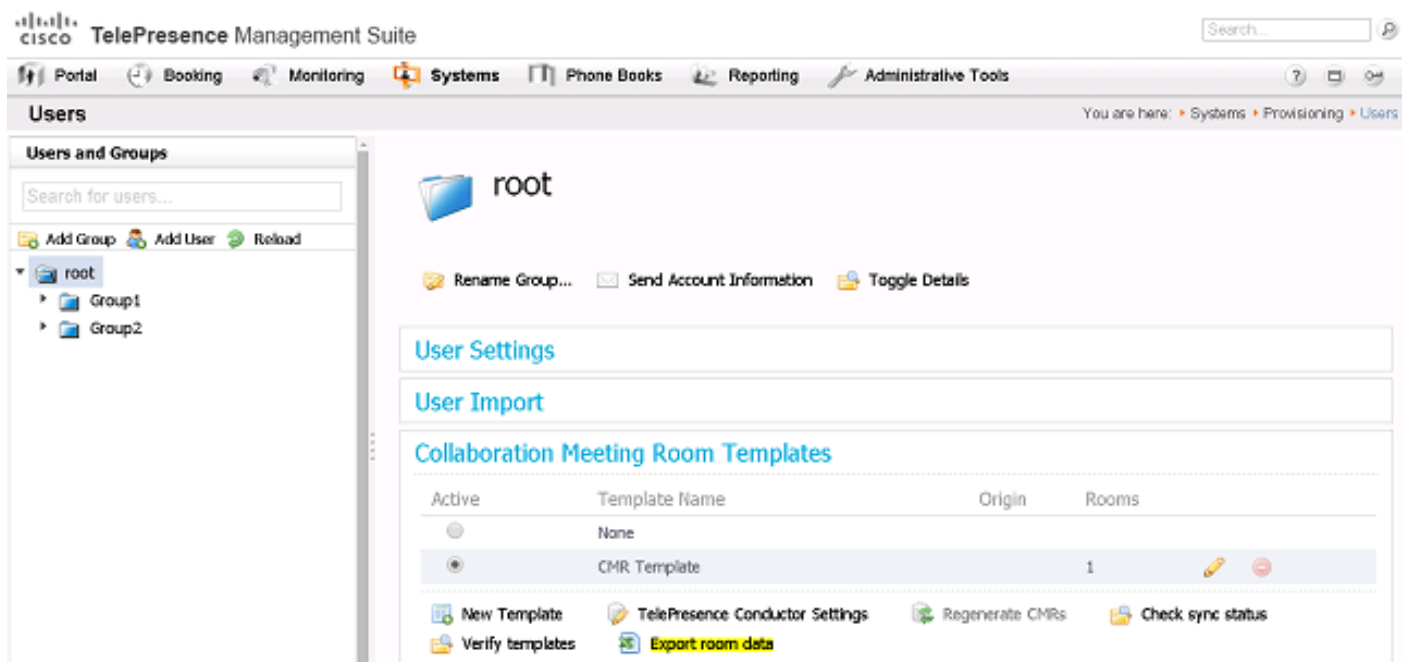 CISCO TelePresence Management Suite
Search...
Portal Booking Monitoring Systems Phone Books Reporting Administrative Tools ?
Users
You are here: Systems Provisioning Users
Users and Groups
Search for users...
Add Group Add User Reload
root
Group1
Group2
root
Rename Group... Send Account Information Toggle Details
User Settings
User Import
Collaboration Meeting Room Templates
Active Template Name Origin Rooms
None
CMR Template 1
New Template TelePresence Conductor Settings Regenerate CMRs Check sync status
Verify templates Export room data